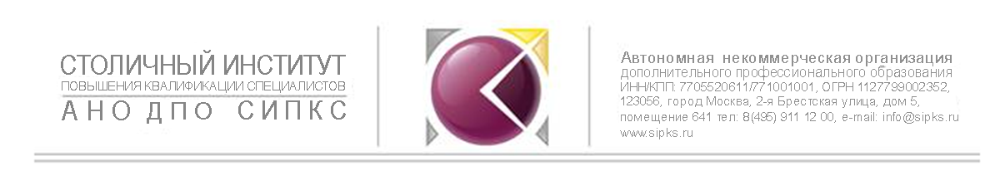 СТОЛИЧНЫЙ ИНСТИТУТ
ПОВЫШЕНИЯ КВАЛИФИКАЦИИ СПЕЦИАЛИСТОВ
АНО ДПО СИПКС
Автономная некоммерческая организация
дополнительного профессионального образования
ИНН/КПП: 7705520611/771001001, ОГРН 1127799002352,
123056, город Москва, 2-я Брестская улица, дом 5,
помещение 641 тел: 8(495) 911 12 00, e-mail: info@sipks.ru
www.sipks.ru